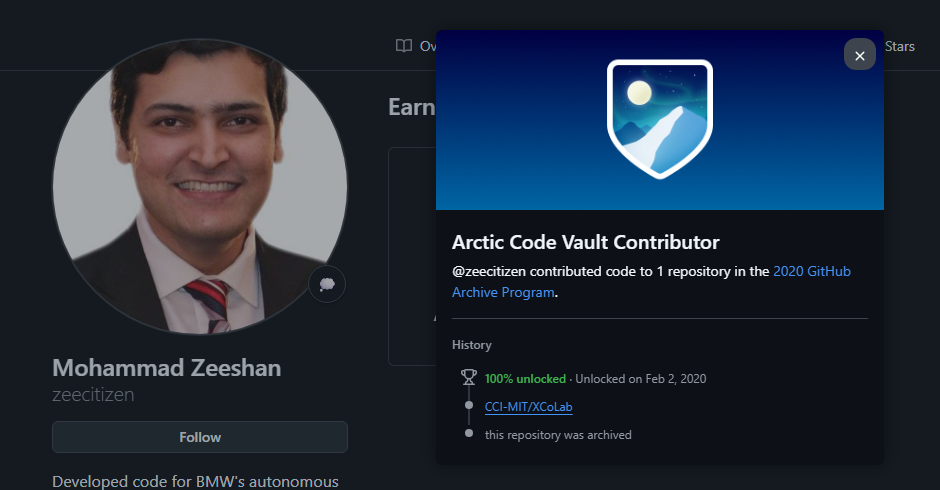 Ov
Stars
Earn
Arctic Code Vault Contributor
@zeecitizen contributed code to 1 repository in the 2020 GitHub
Archive Program.
History
100% unlocked · Unlocked on Feb 2, 2020
CCI-MIT/XCoLab
this repository was archived
Mohammad Zeeshan
zeecitizen
Follow
Developed code for BMW's autonomous